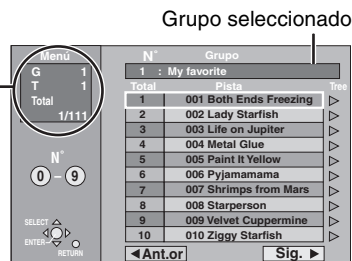 Grupo seleccionado
Menú
G 1
T 1
Total
1/111
N°
0 – 9
SELECT
ENTER
RETURN
N° Grupo
1 : My favorite
Total Pista Tree
1 001 Both Ends Freezing
2 002 Lady Starfish
3 003 Life on Jupiter
4 004 Metal Glue
5 005 Paint It Yellow
6 006 Pyjamamama
7 007 Shrimps from Mars
8 008 Starperson
9 009 Velvet Cuppermine
10 010 Ziggy Starfish
◀Ant.or Sig. ▶